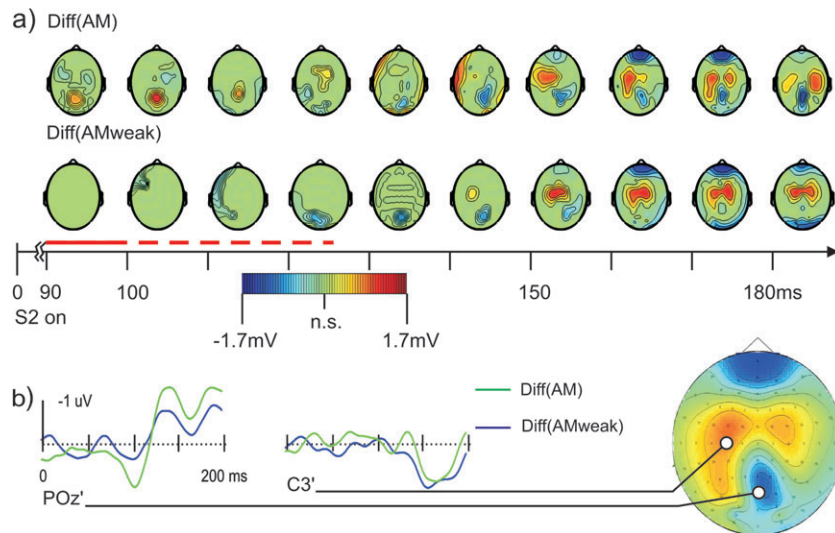 a) Diff(AM)
Diff(AMweak)
0 90 100 150 180ms
S2 on
n.s.
-1.7mV 1.7mV
b) -1 uV
Diff(AM)
Diff(AMweak)
0 200 ms
POz'
C3'